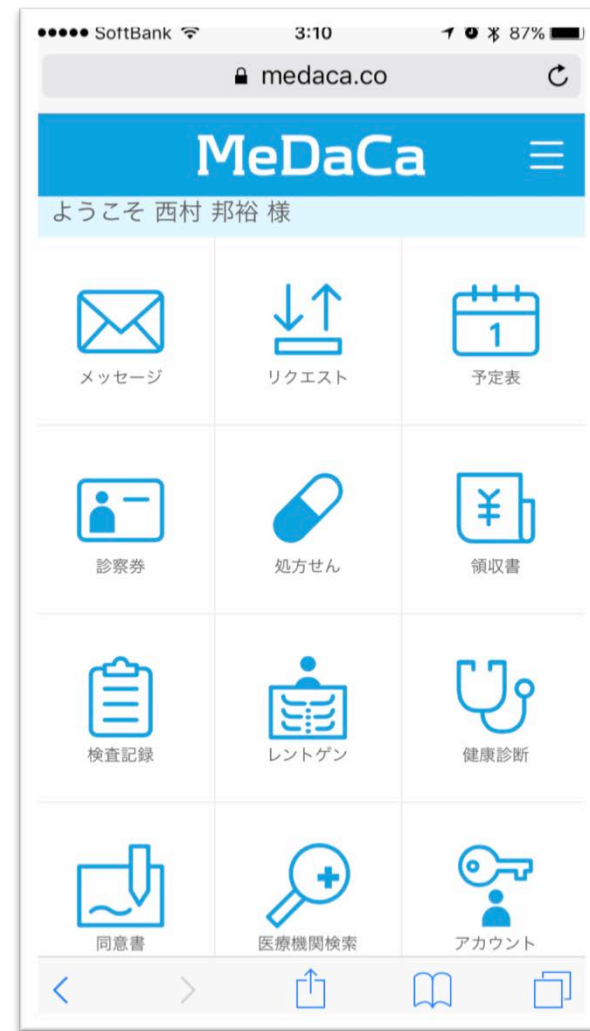 SoftBank 3:10 87%
medaca.co
MeDaCa
ようこそ 西村 邦裕 様
1
メッセージ リクエスト 予定表
¥
診察券 処方せん 領収書
検査記録 レントゲン 健康診断
同意書 医療機関検索 アカウント